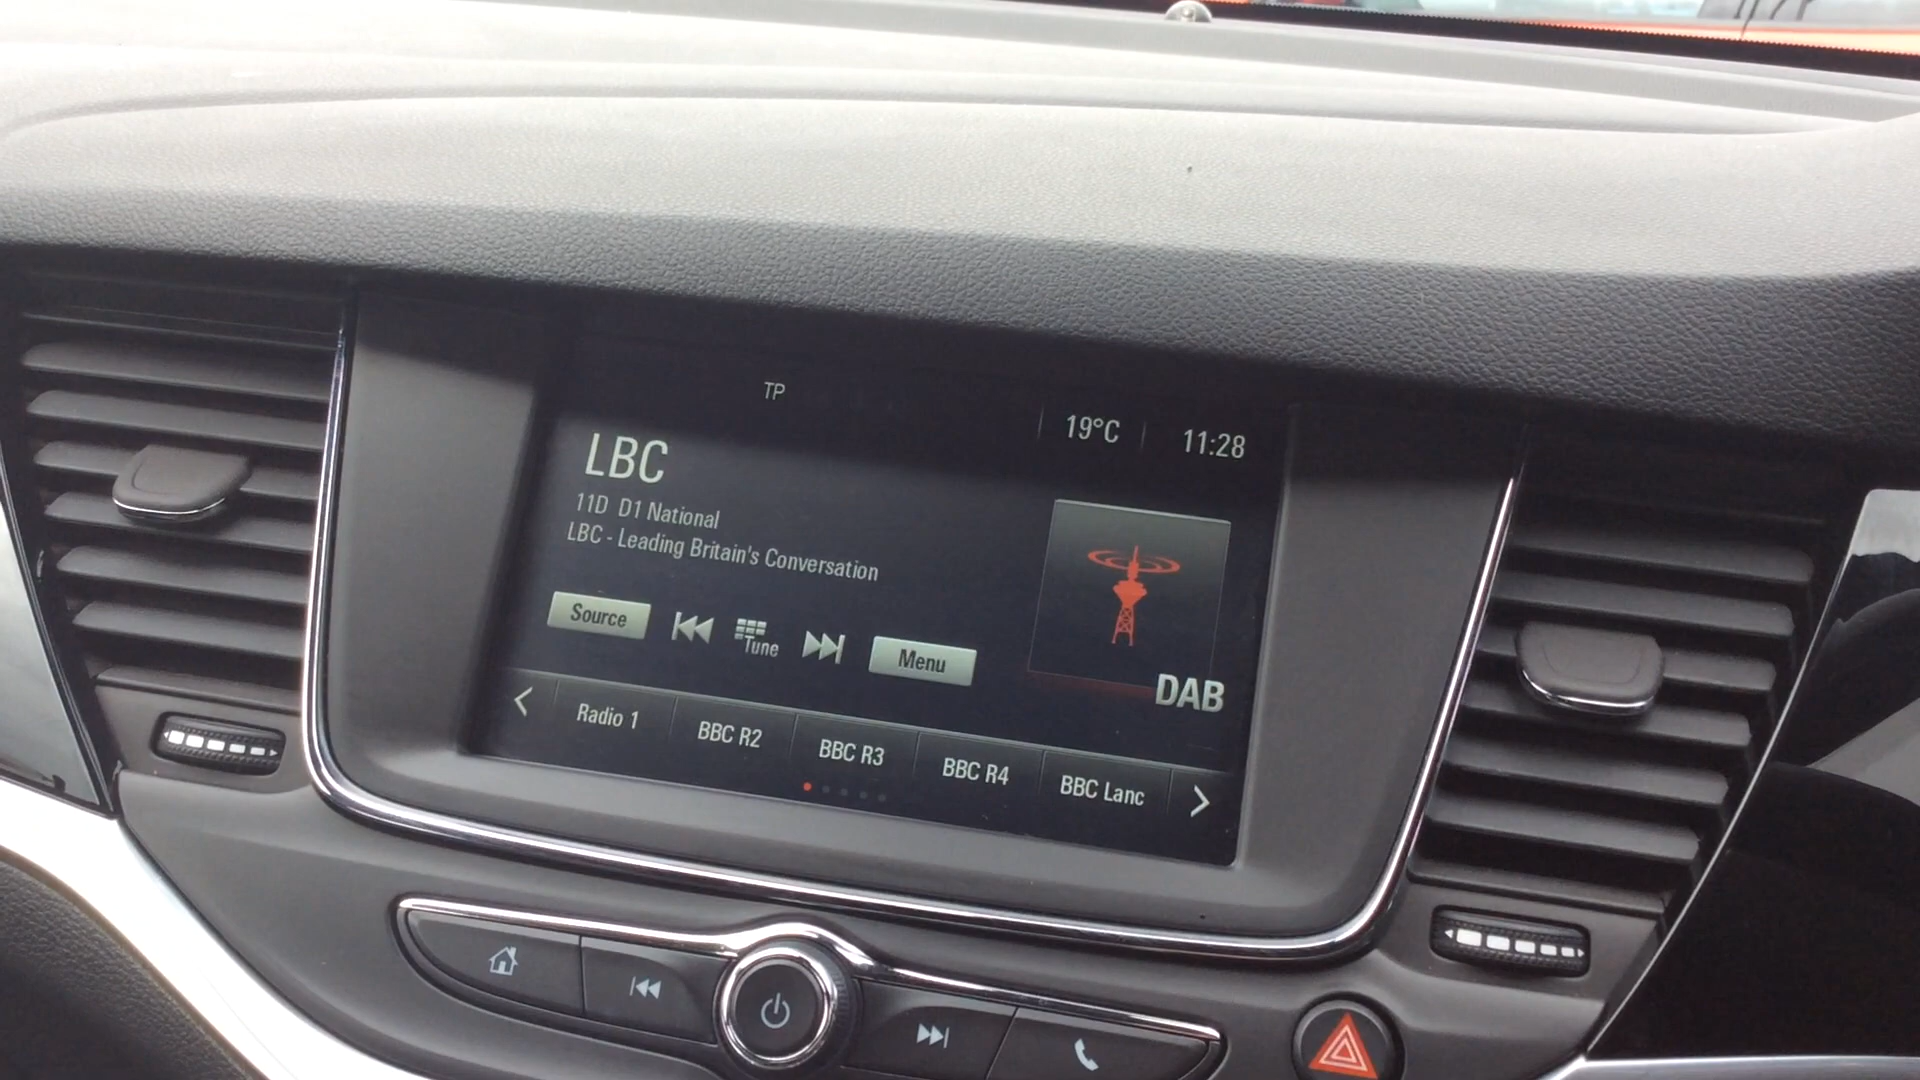 TP
19°C
11:28
LBC
11D D1 National
LBC - Leading Britain's Conversation
Source
Tune
Menu
DAB
Radio 1
BBC R2
BBC R3
BBC R4
BBC Lanc